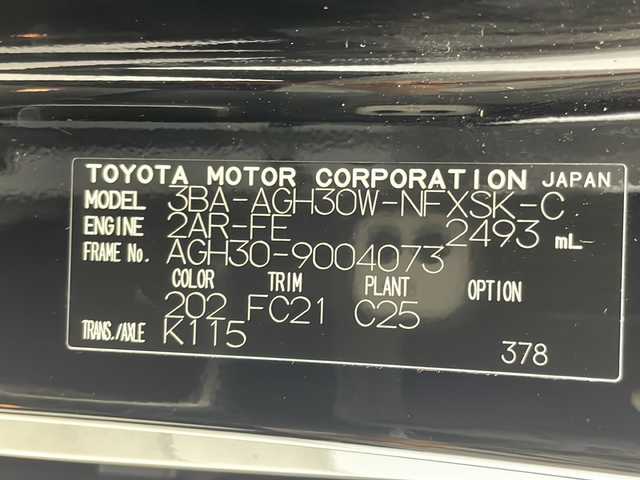 TOYOTA MOTOR CORPORATION JAPAN
MODEL 3BA-AGH30W-NFXSK-C
ENGINE 2AR-FE 2493 mL
FRAME No. AGH30-9004073
COLOR TRIM PLANT OPTION
202 FC21 C25
TRANS./AXLE K115
378